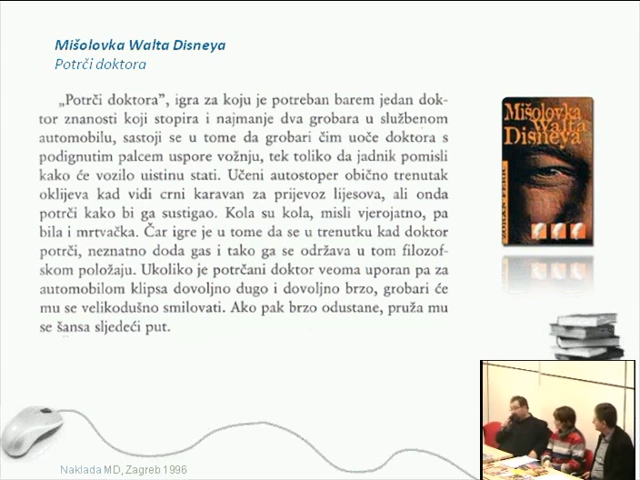 Mišolovka Walta Disneya
Potrči doktora
„Potrči doktora”, igra za koju je potreban barem jedan dok-
tor znanosti koji stopira i najmanje dva grobara u službenom
automobilu, sastoji se u tome da grobari čim uoče doktora s
podignutim palcem uspore vožnju, tek toliko da jadnik pomisli
kako će vozilo uistinu stati. Učeni autostoper obično trenutak
oklijeva kad vidi crni karavan za prijevoz lijesova, ali onda
potrči kako bi ga sustigao. Kola su kola, misli vjerojatno, pa
bila i mrtvačka. Čar igre je u tome da se u trenutku kad doktor
potrči, neznatno doda gas i tako ga se održava u tom filozof-
skom položaju. Ukoliko je potrčani doktor veoma uporan pa za
automobilom klipsa dovoljno dugo i dovoljno brzo, grobari će
mu se velikodušno smilovati. Ako pak brzo odustane, pruža mu
se šansa sljedeći put.
Mišolovka
Walta
Disneya
ZORAN FERIĆ
Naklada MD, Zagreb 1996